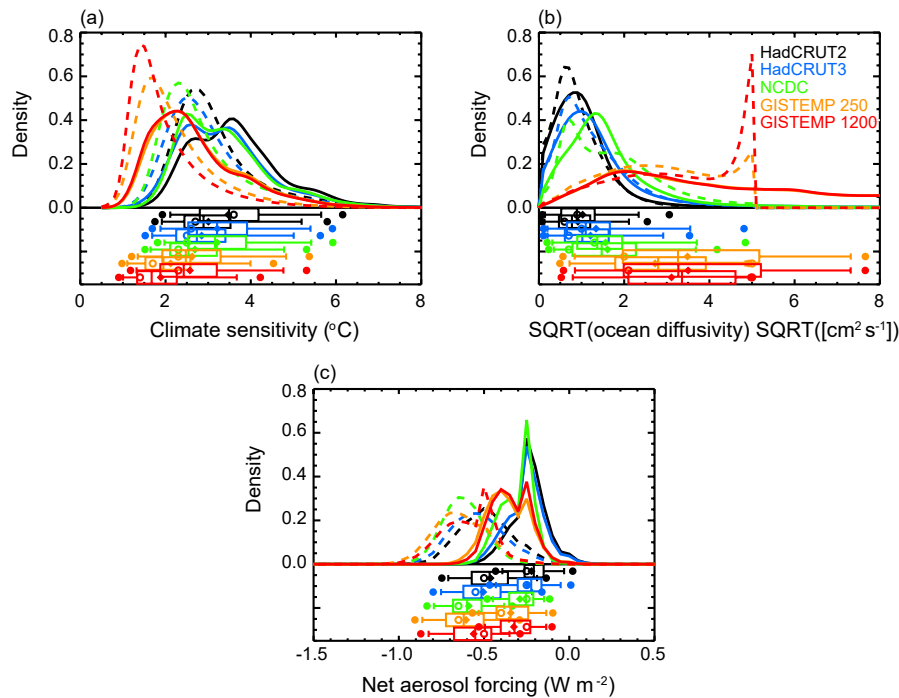 (a)
0.8
0.6
0.4
0.2
0.0
Density
0 2 4 6 8
Climate sensitivity (°C)
(b)
0.8
0.6
0.4
0.2
0.0
Density
HadCRUT2
HadCRUT3
NCDC
GISTEMP 250
GISTEMP 1200
0 2 4 6 8
SQRT(ocean diffusivity) SQRT([cm² s⁻¹])
(c)
0.8
0.6
0.4
0.2
0.0
Density
-1.5 -1.0 -0.5 0.0 0.5
Net aerosol forcing (W m⁻²)